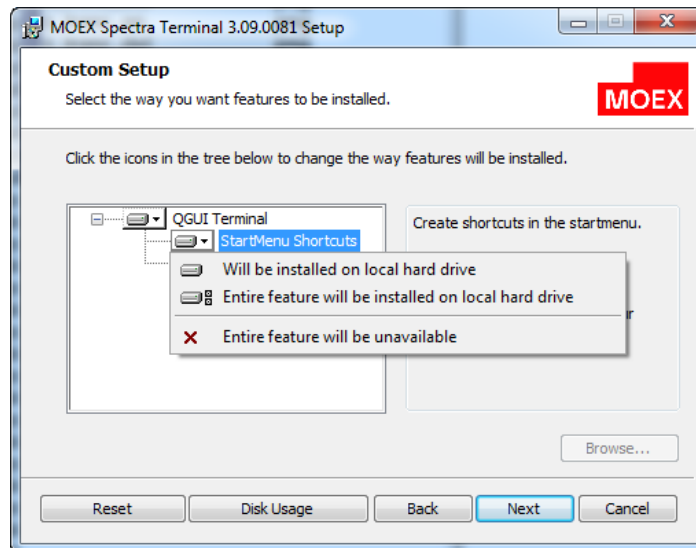 MOEX Spectra Terminal 3.09.0081 Setup
Custom Setup
Select the way you want features to be installed.
MOEX
Click the icons in the tree below to change the way features will be installed.
QGUI Terminal
StartMenu Shortcuts
Create shortcuts in the startmenu.
Will be installed on local hard drive
Entire feature will be installed on local hard drive
Entire feature will be unavailable
Browse...
Reset
Disk Usage
Back
Next
Cancel